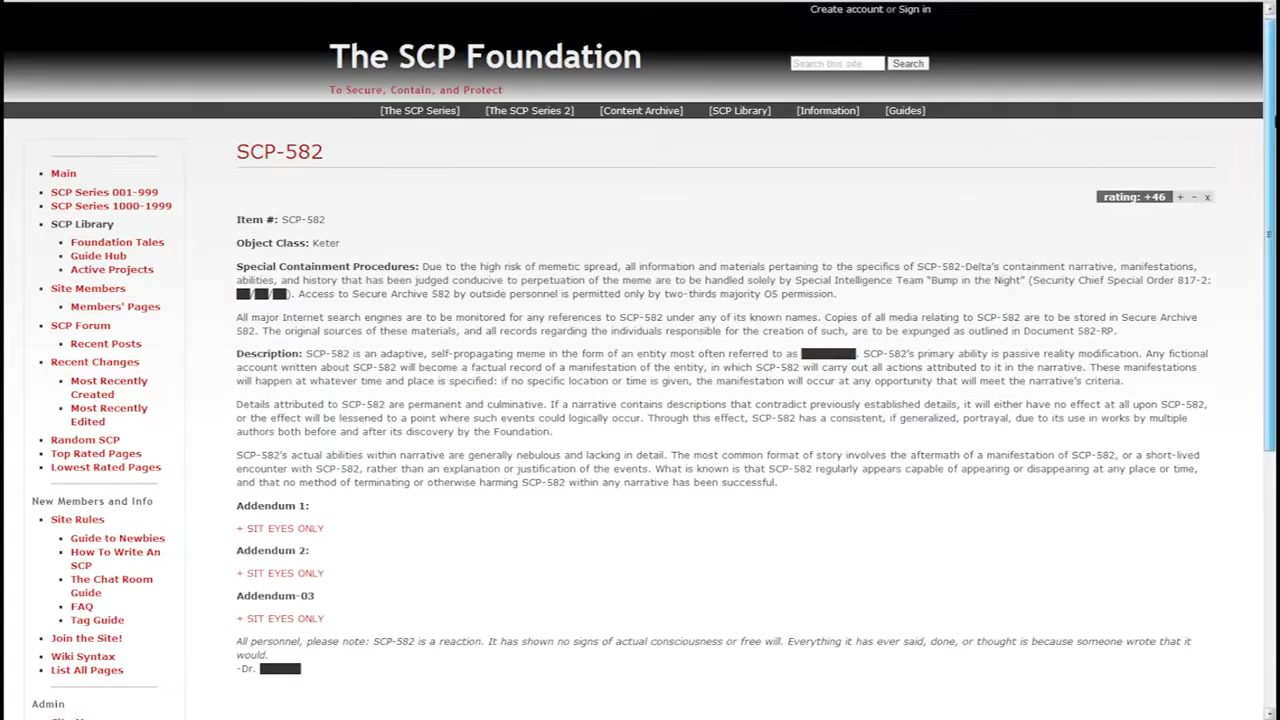 Create account or Sign in
The SCP Foundation
Search this site Search
To Secure, Contain, and Protect
[The SCP Series] [The SCP Series 2] [Content Archive] [SCP Library] [Information] [Guides]
Main
SCP Series 001-999
SCP Series 1000-1999
SCP Library
Foundation Tales
Guide Hub
Active Projects
Site Members
Members' Pages
SCP Forum
Recent Posts
Recent Changes
Most Recently
Created
Most Recently
Edited
Random SCP
Top Rated Pages
Lowest Rated Pages
New Members and Info
Site Rules
Guide to Newbies
How To Write An
SCP
The Chat Room
Guide
FAQ
Tag Guide
Join the Site!
Wiki Syntax
List All Pages
Admin
SCP-582
rating: +46 + − x
Item #: SCP-582
Object Class: Keter
Special Containment Procedures: Due to the high risk of memetic spread, all information and materials pertaining to the specifics of SCP-582-Delta's containment narrative, manifestations,
abilities, and history that has been judged conducive to perpetuation of the meme are to be handled solely by Special Intelligence Team "Bump in the Night" (Security Chief Special Order 817-2:
██/██/██). Access to Secure Archive 582 by outside personnel is permitted only by two-thirds majority O5 permission.
All major Internet search engines are to be monitored for any references to SCP-582 under any of its known names. Copies of all media relating to SCP-582 are to be stored in Secure Archive
582. The original sources of these materials, and all records regarding the individuals responsible for the creation of such, are to be expunged as outlined in Document 582-RP.
Description: SCP-582 is an adaptive, self-propagating meme in the form of an entity most often referred to as ████████. SCP-582's primary ability is passive reality modification. Any fictional
account written about SCP-582 will become a factual record of a manifestation of the entity, in which SCP-582 will carry out all actions attributed to it in the narrative. These manifestations
will happen at whatever time and place is specified: if no specific location or time is given, the manifestation will occur at any opportunity that will meet the narrative's criteria.
Details attributed to SCP-582 are permanent and culminative. If a narrative contains descriptions that contradict previously established details, it will either have no effect at all upon SCP-582,
or the effect will be lessened to a point where such events could logically occur. Through this effect, SCP-582 has a consistent, if generalized, portrayal, due to its use in works by multiple
authors both before and after its discovery by the Foundation.
SCP-582's actual abilities within narrative are generally nebulous and lacking in detail. The most common format of story involves the aftermath of a manifestation of SCP-582, or a short-lived
encounter with SCP-582, rather than an explanation or justification of the events. What is known is that SCP-582 regularly appears capable of appearing or disappearing at any place or time,
and that no method of terminating or otherwise harming SCP-582 within any narrative has been successful.
Addendum 1:
+ SIT EYES ONLY
Addendum 2:
+ SIT EYES ONLY
Addendum-03
+ SIT EYES ONLY
All personnel, please note: SCP-582 is a reaction. It has shown no signs of actual consciousness or free will. Everything it has ever said, done, or thought is because someone wrote that it
would.
-Dr. ██████